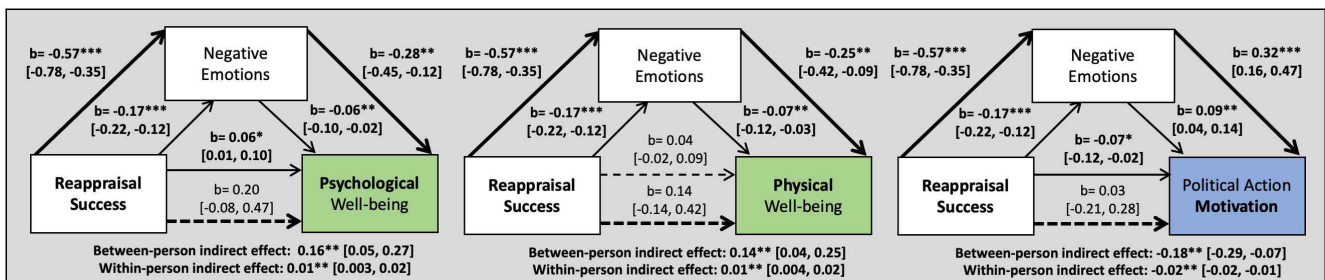 b= -0.57***
[-0.78, -0.35]
Negative
Emotions
b= -0.28**
[-0.45, -0.12]
b= -0.17***
[-0.22, -0.12]
b= -0.06**
[-0.10, -0.02]
b= 0.06*
[0.01, 0.10]
Reappraisal
Success
b= 0.20
[-0.08, 0.47]
Psychological
Well-being
Between-person indirect effect: 0.16** [0.05, 0.27]
Within-person indirect effect: 0.01** [0.003, 0.02]
b= -0.57***
[-0.78, -0.35]
Negative
Emotions
b= -0.25**
[-0.42, -0.09]
b= -0.17***
[-0.22, -0.12]
b= -0.07**
[-0.12, -0.03]
b= 0.04
[-0.02, 0.09]
Reappraisal
Success
b= 0.14
[-0.14, 0.42]
Physical
Well-being
Between-person indirect effect: 0.14** [0.04, 0.25]
Within-person indirect effect: 0.01** [0.004, 0.02]
b= -0.57***
[-0.78, -0.35]
Negative
Emotions
b= 0.32***
[0.16, 0.47]
b= -0.17***
[-0.22, -0.12]
b= 0.09**
[0.04, 0.14]
b= -0.07*
[-0.12, -0.02]
Reappraisal
Success
b= 0.03
[-0.21, 0.28]
Political Action
Motivation
Between-person indirect effect: -0.18** [-0.29, -0.07]
Within-person indirect effect: -0.02** [-0.02, -0.01]